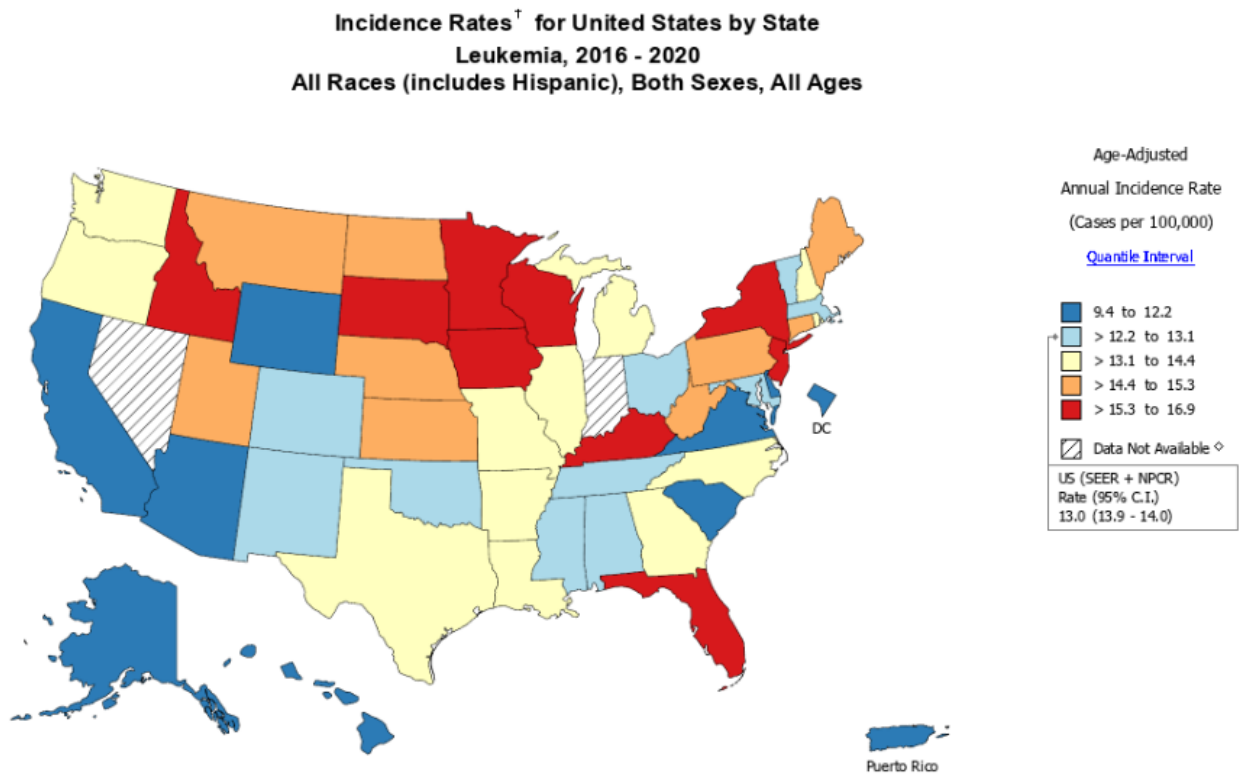 Incidence Rates† for United States by State
Leukemia, 2016 - 2020
All Races (includes Hispanic), Both Sexes, All Ages
Age-Adjusted
Annual Incidence Rate
(Cases per 100,000)
Quantile Interval
9.4 to 12.2
> 12.2 to 13.1
> 13.1 to 14.4
> 14.4 to 15.3
> 15.3 to 16.9
Data Not Available ◇
US (SEER + NPCR)
Rate (95% C.I.)
13.0 (13.9 - 14.0)
DC
Puerto Rico